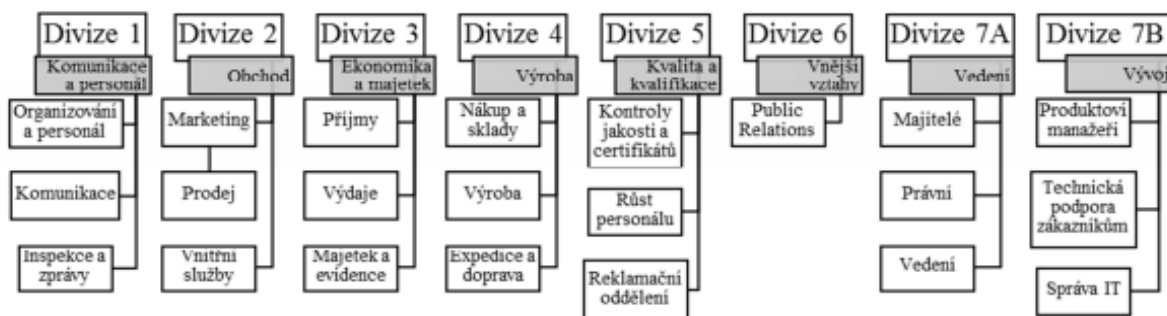 Divize 1
Komunikace
a personál
Organizování
a personál
Komunikace
Inspekce a
zprávy
Divize 2
Obchod
Marketing
Prodej
Vnitřní
služby
Divize 3
Ekonomika
a majetek
Příjmy
Výdaje
Majetek a
evidence
Divize 4
Výroba
Nákup a
sklady
Výroba
Expedice a
doprava
Divize 5
Kvalita a
kvalifikace
Kontroly
jakosti a
certifikátů
Růst
personálu
Reklamační
oddělení
Divize 6
Vnější
vztahy
Public
Relations
Divize 7A
Vedení
Majitelé
Právní
Vedení
Divize 7B
Vývoj
Produktoví
manažeři
Technická
podpora
zákazníkům
Správa IT